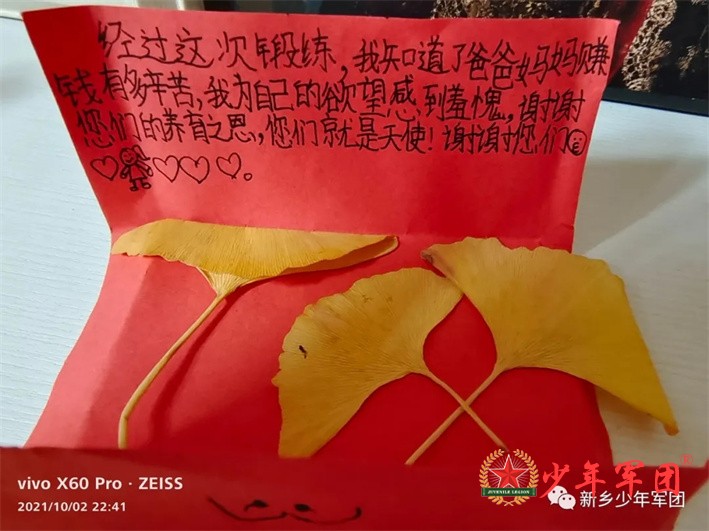 经过这次锻练，我知道了爸爸妈妈赚
钱有多辛苦，我为自己的欲望感到羞愧，谢谢
您们的养育之恩，您们就是天使！谢谢您们
♡♡♡♡。
vivo X60 Pro · ZEISS
2021/10/02 22:41
少年军团
JUVENILE LEGION
新乡少年军团